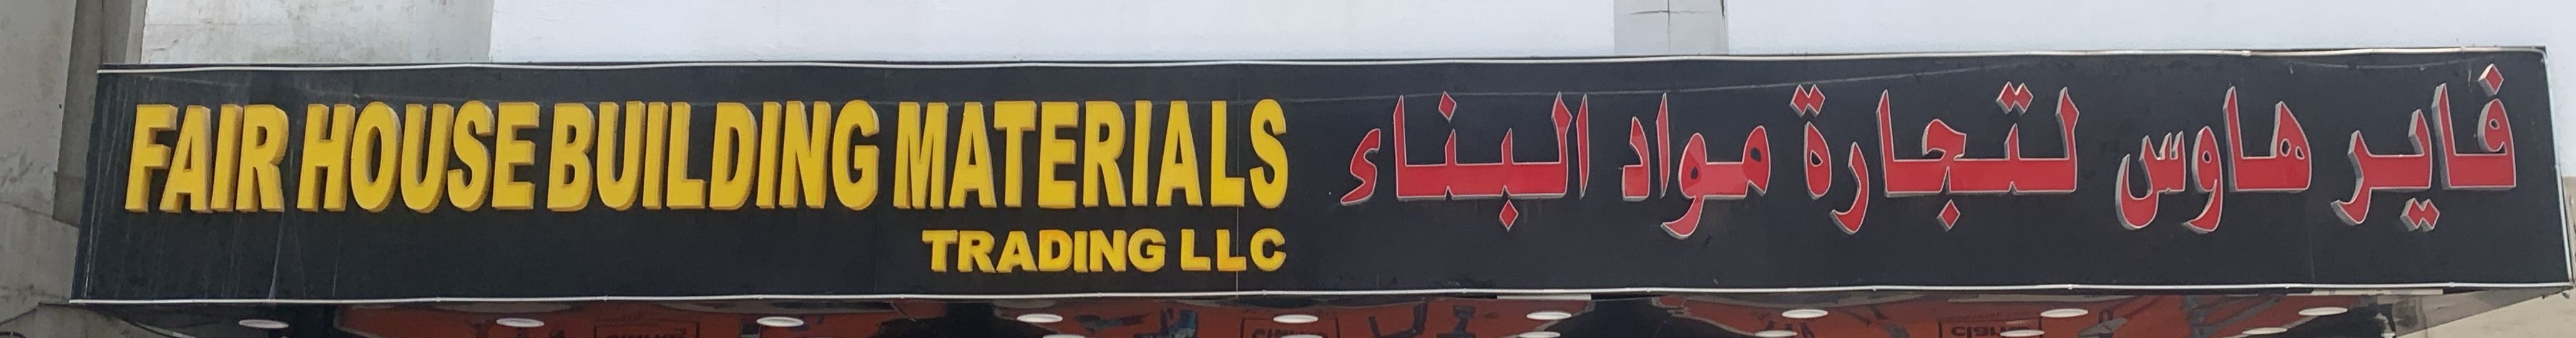 FAIR HOUSE BUILDING MATERIALS
TRADING LLC
فاير هاوس لتجارة مواد البناء